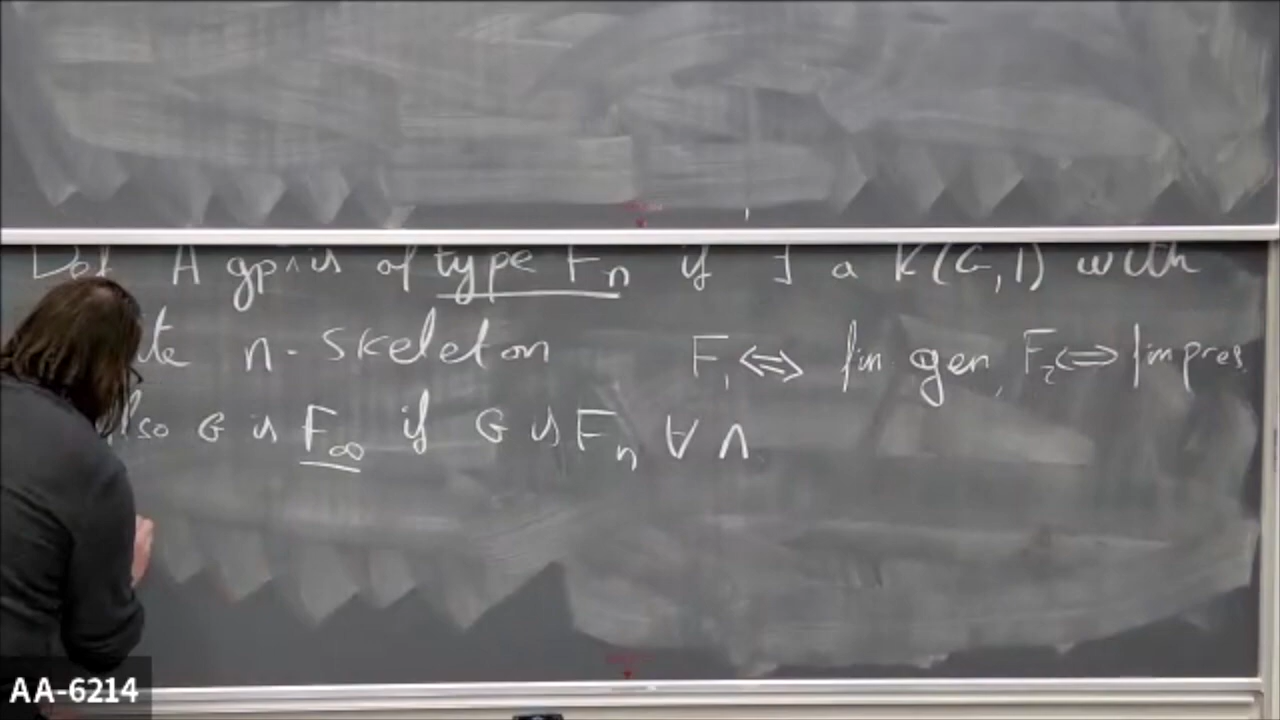 Def A gp ^ is of type Fn if ∃ a K(G,1) with
te n-skeleton F₁ ⟺ fin. gen, F₂ ⟺ fin pres.
lso G is F∞ if G is Fn ∀ n
AA-6214